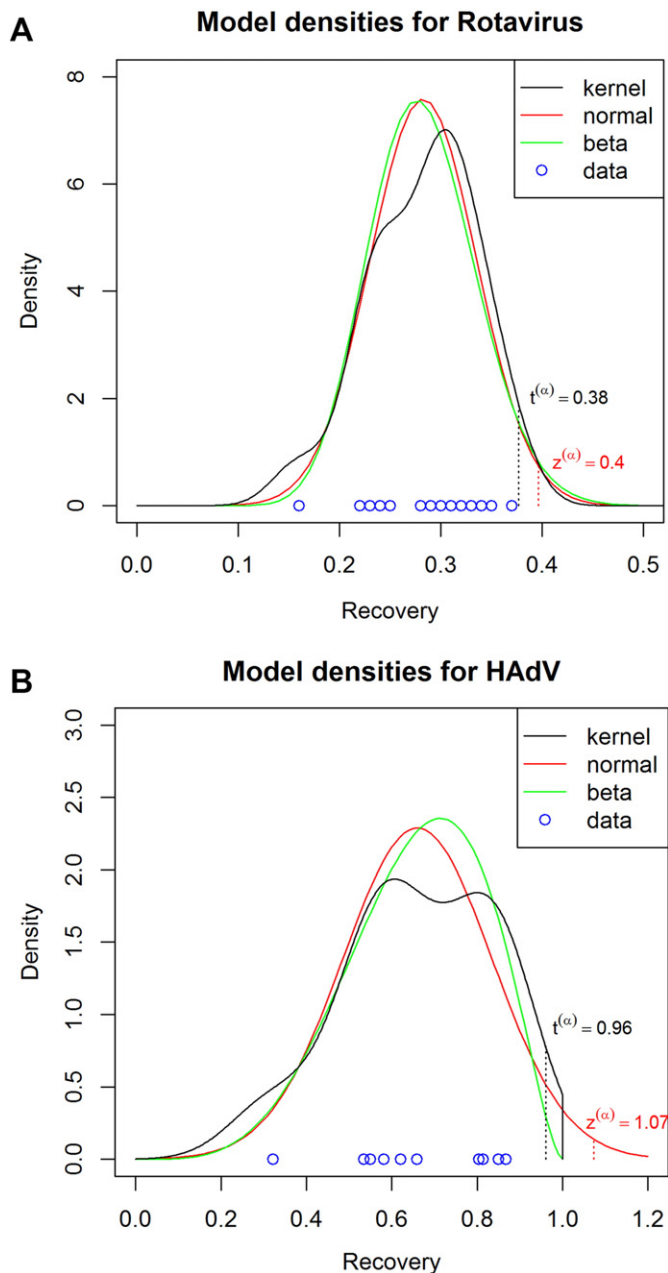 A
Model densities for Rotavirus
kernel
normal
beta
data
Density
8
6
4
2
0
t(α) = 0.38
z(α) = 0.4
0.0 0.1 0.2 0.3 0.4 0.5
Recovery
B
Model densities for HAdV
kernel
normal
beta
data
Density
3.0
2.5
2.0
1.5
1.0
0.5
0.0
t(α) = 0.96
z(α) = 1.07
0.0 0.2 0.4 0.6 0.8 1.0 1.2
Recovery